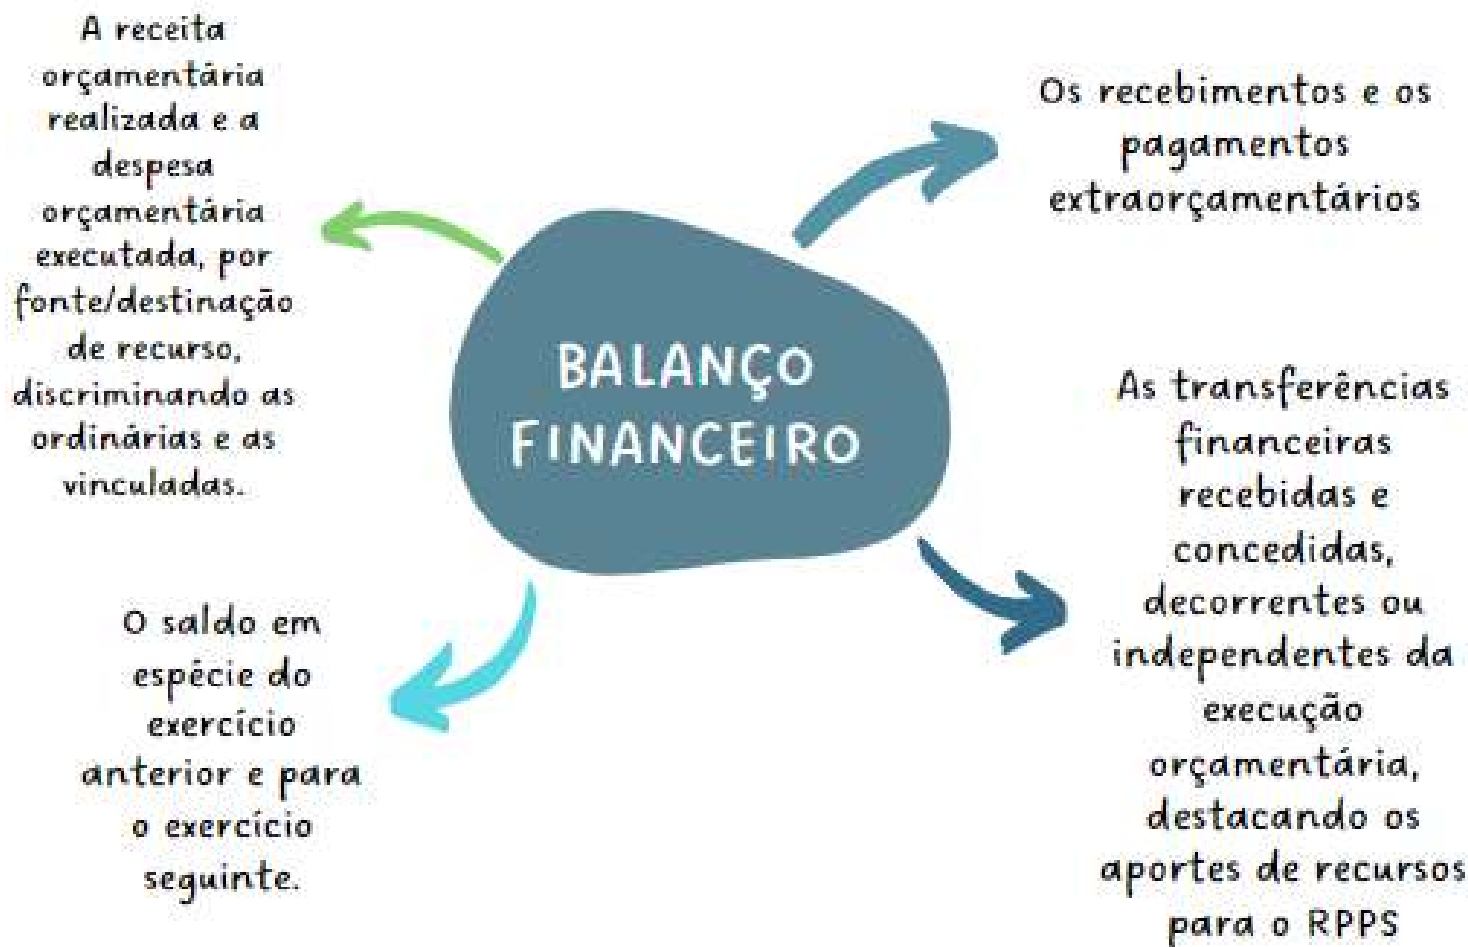 A receita
orçamentária
realizada e a
despesa
orçamentária
executada, por
fonte/destinação
de recurso,
discriminando as
ordinárias e as
vinculadas.
Os recebimentos e os
pagamentos
extraorçamentários
BALANÇO
FINANCEIRO
As transferências
financeiras
recebidas e
concedidas,
decorrentes ou
independentes da
execução
orçamentária,
destacando os
aportes de recursos
para o RPPS
O saldo em
espécie do
exercício
anterior e para
o exercício
seguinte.